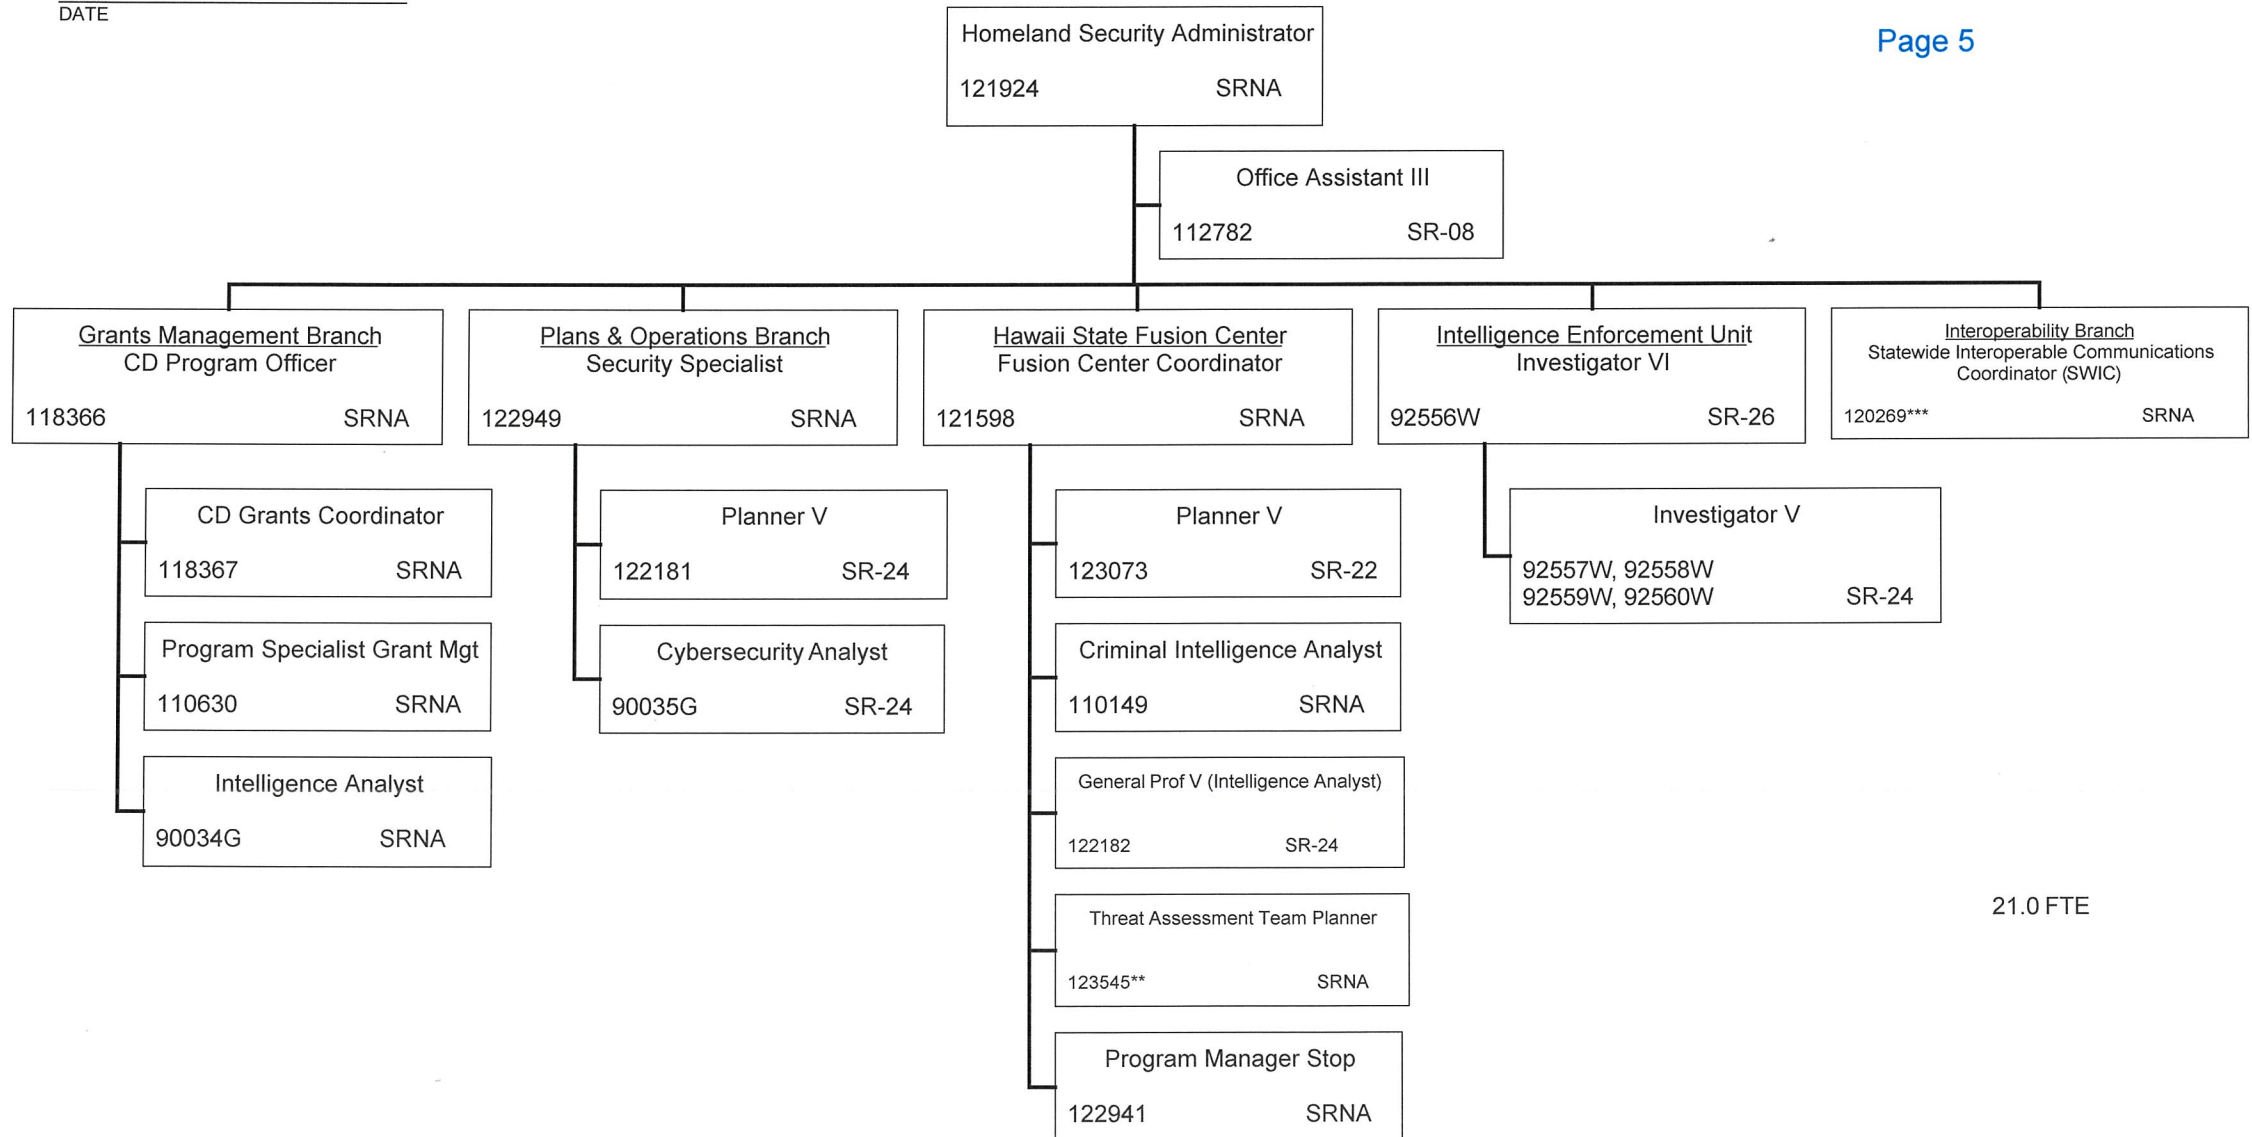 DATE
Page 5
Homeland Security Administrator
121924 SRNA
Office Assistant III
112782 SR-08
Grants Management Branch
CD Program Officer
118366 SRNA
Plans & Operations Branch
Security Specialist
122949 SRNA
Hawaii State Fusion Center
Fusion Center Coordinator
121598 SRNA
Intelligence Enforcement Unit
Investigator VI
92556W SR-26
Interoperability Branch
Statewide Interoperable Communications
Coordinator (SWIC)
120269*** SRNA
CD Grants Coordinator
118367 SRNA
Program Specialist Grant Mgt
110630 SRNA
Intelligence Analyst
90034G SRNA
Planner V
122181 SR-24
Cybersecurity Analyst
90035G SR-24
Planner V
123073 SR-22
Criminal Intelligence Analyst
110149 SRNA
General Prof V (Intelligence Analyst)
122182 SR-24
Threat Assessment Team Planner
123545** SRNA
Program Manager Stop
122941 SRNA
Investigator V
92557W, 92558W
92559W, 92560W SR-24
21.0 FTE